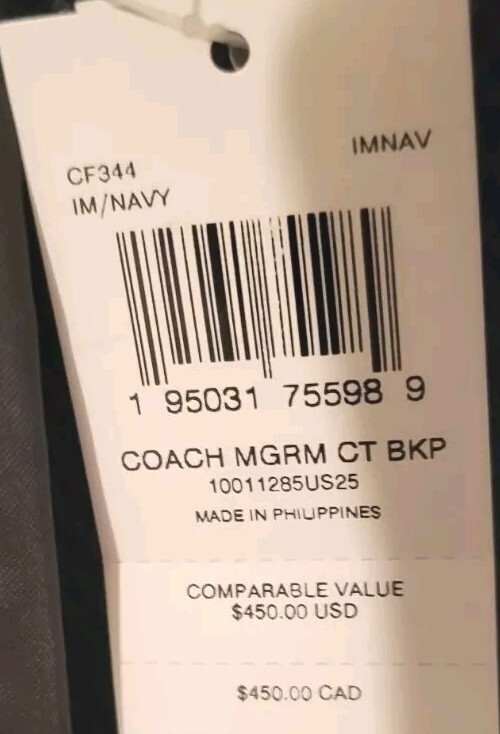 IMNAV
CF344
IM/NAVY
1 95031 75598 9
COACH MGRM CT BKP
10011285US25
MADE IN PHILIPPINES
COMPARABLE VALUE
$450.00 USD
$450.00 CAD